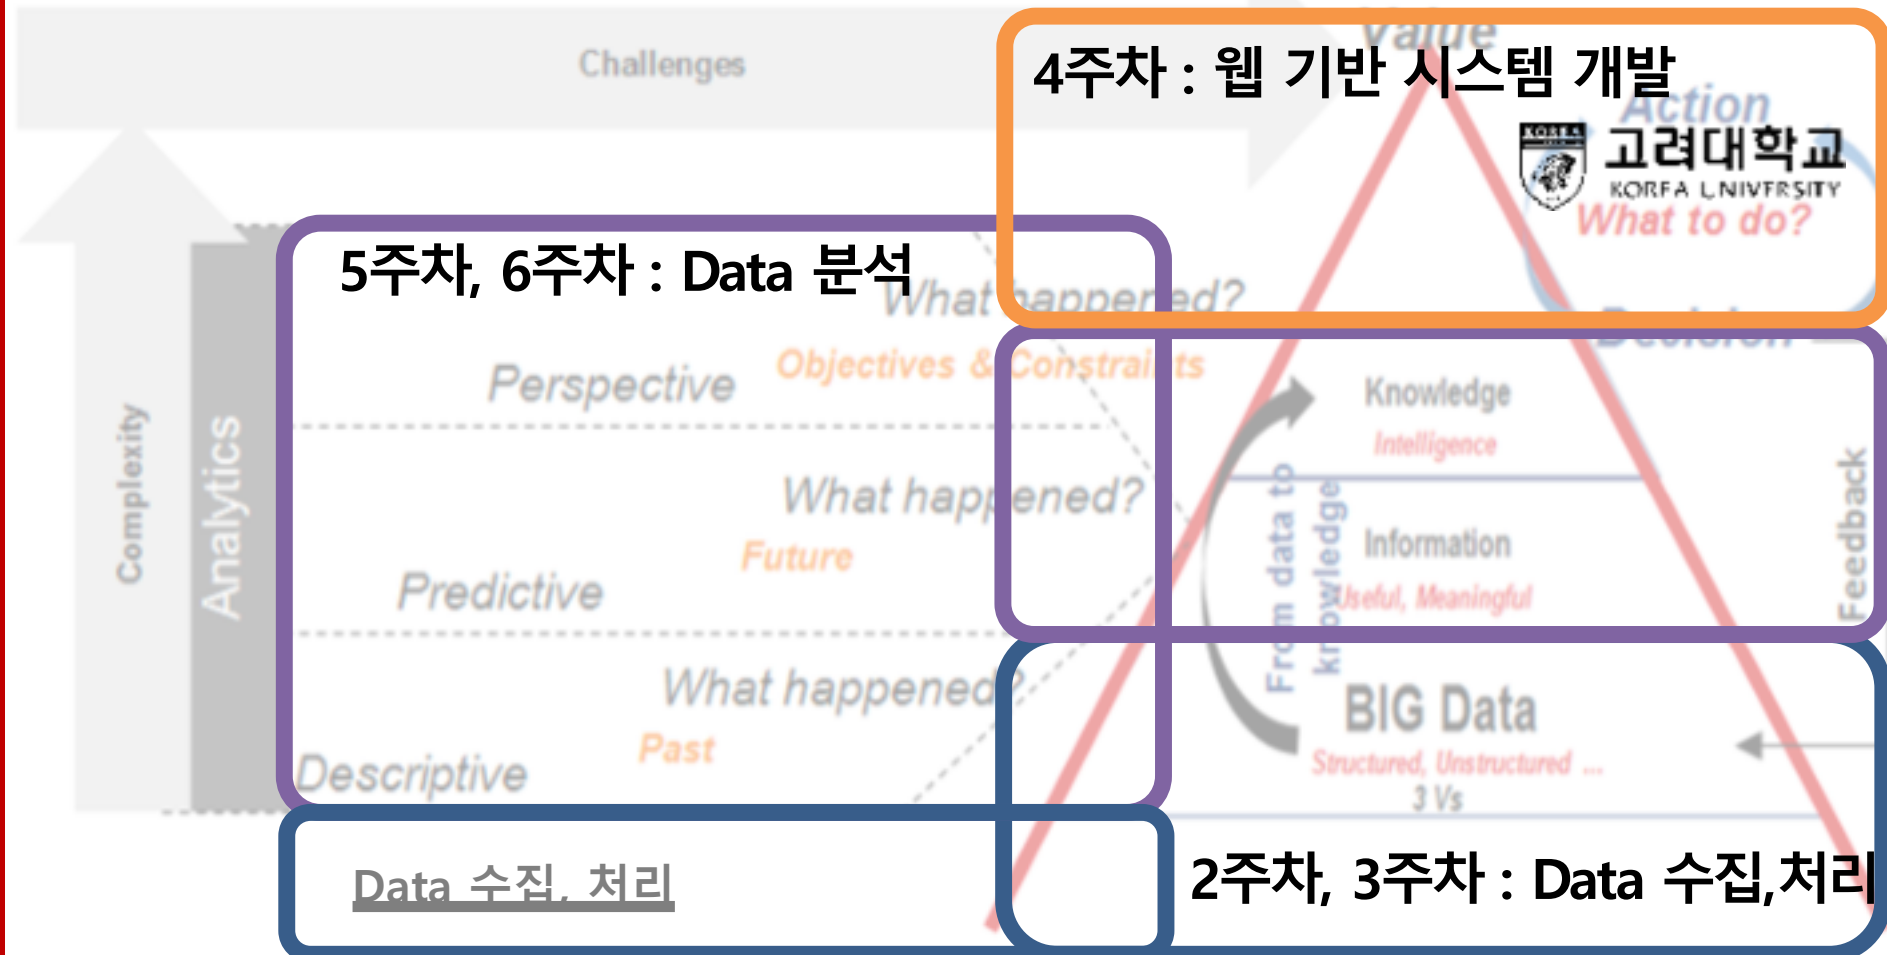 Challenges
Value
4주차 : 웹 기반 시스템 개발
Action
KOREA
고려대학교
KOREA UNIVERSITY
What to do?
5주차, 6주차 : Data 분석
What happened?
Decision
Objectives & Constraints
Perspective
Knowledge
Intelligence
Complexity
Analytics
What happened?
Future
Predictive
From data to
knowledge
Information
Useful, Meaningful
Feedback
What happened?
Past
Descriptive
BIG Data
Structured, Unstructured ...
3 Vs
Data 수집, 처리
2주차, 3주차 : Data 수집,처리